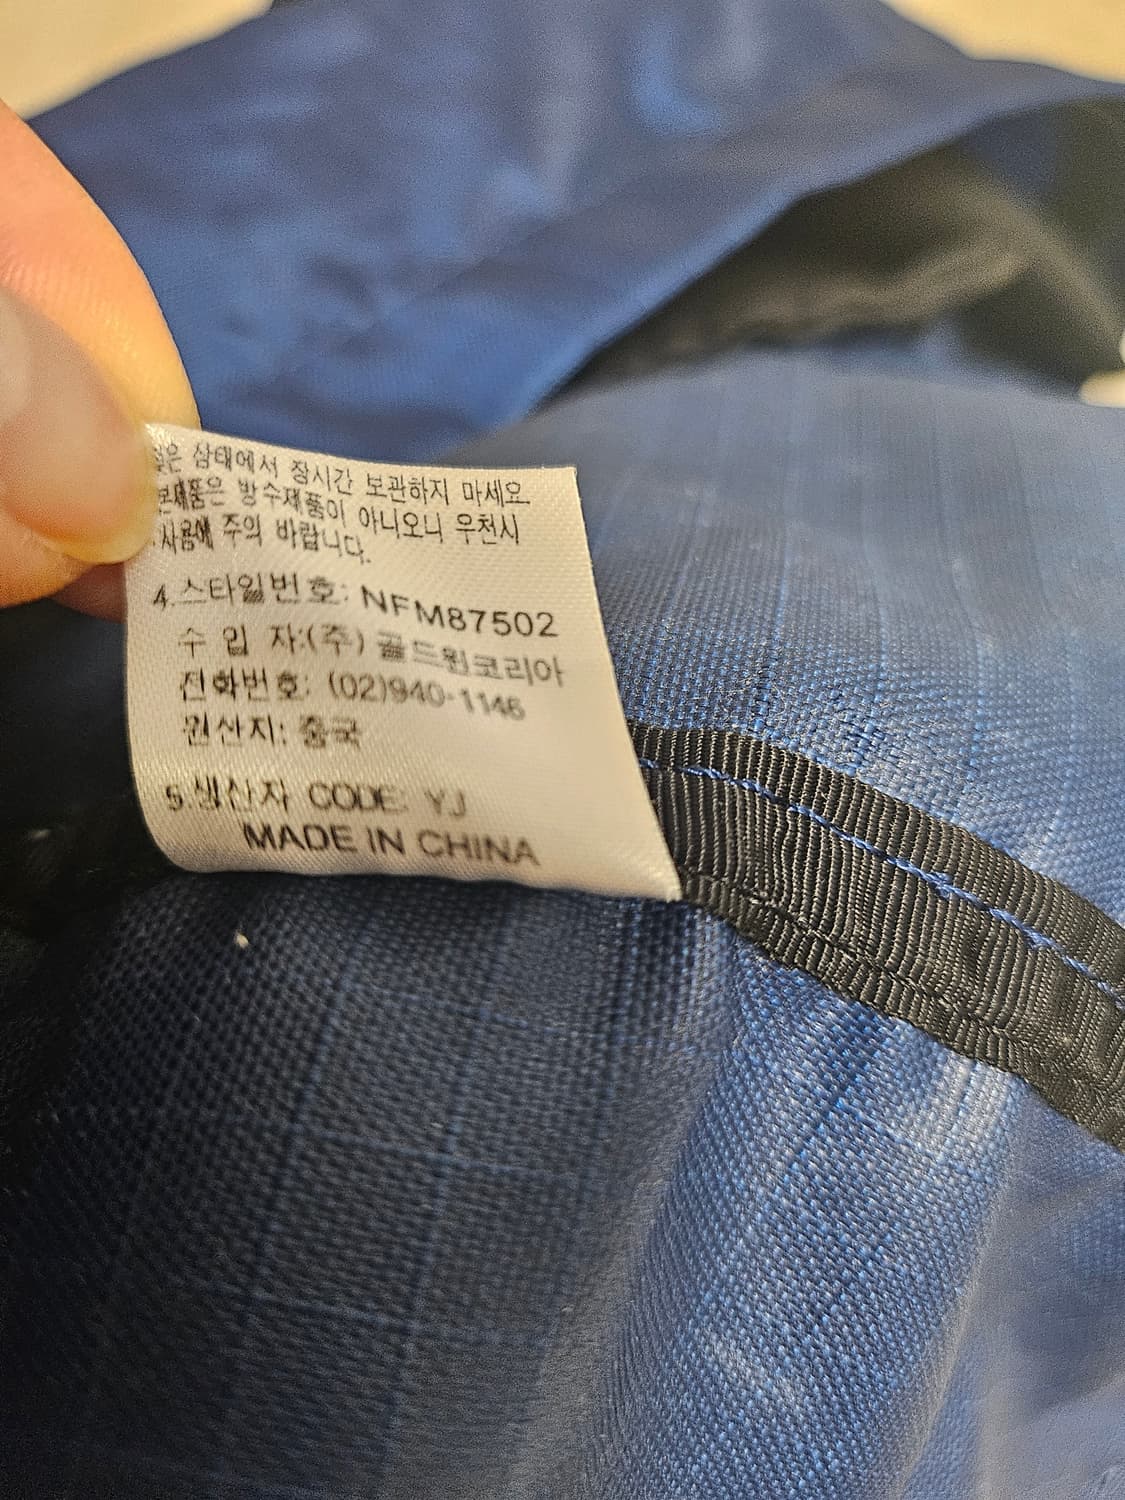 은 상태에서 장시간 보관하지 마세요.
본제품은 방수제품이 아니오니 우천시
사용에 주의 바랍니다.
4.스타일번호: NFM87502
수 입 자:(주) 골드윈코리아
전화번호: (02)940-1146
원산지: 중국
5.생산자 CODE: YJ
MADE IN CHINA